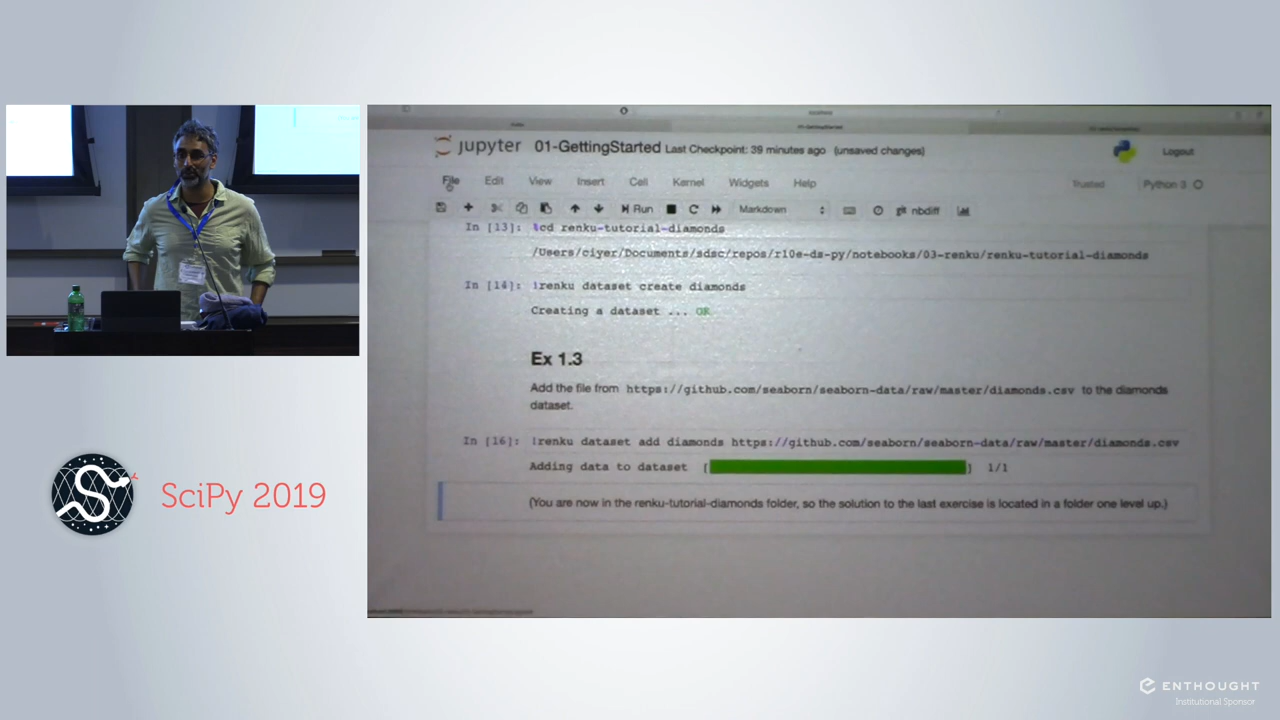 jupyter 01-GettingStarted Last Checkpoint: 39 minutes ago (unsaved changes)
Logout
File Edit View Insert Cell Kernel Widgets Help
Trusted Python 3
Run Markdown nbdiff
In [13]: %cd renku-tutorial-diamonds
/Users/ciyer/Documents/sdsc/repos/r10e-ds-py/notebooks/03-renku/renku-tutorial-diamonds
In [14]: !renku dataset create diamonds
Creating a dataset ... OK
Ex 1.3
Add the file from https://github.com/seaborn/seaborn-data/raw/master/diamonds.csv to the diamonds
dataset.
In [16]: !renku dataset add diamonds https://github.com/seaborn/seaborn-data/raw/master/diamonds.csv
Adding data to dataset [ ] 1/1
(You are now in the renku-tutorial-diamonds folder, so the solution to the last exercise is located in a folder one level up.)
SciPy 2019
ENTHOUGHT
Institutional Sponsor